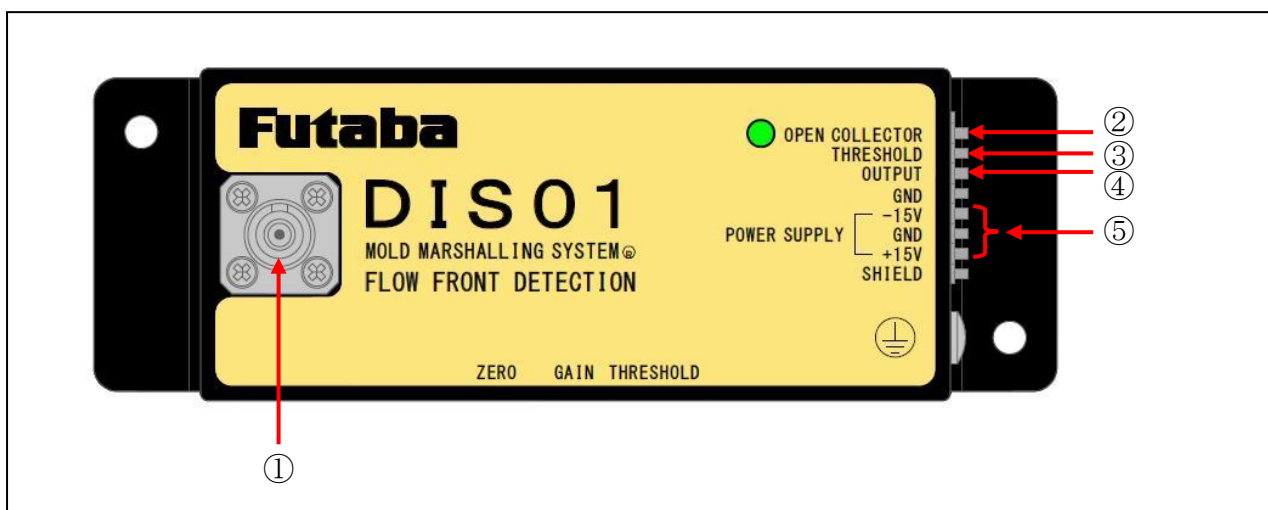 Futaba
DIS01
MOLD MARSHALLING SYSTEM®
FLOW FRONT DETECTION
OPEN COLLECTOR
THRESHOLD
OUTPUT
GND
-15V
POWER SUPPLY GND
+15V
SHIELD
ZERO GAIN THRESHOLD
②
③
④
⑤
①